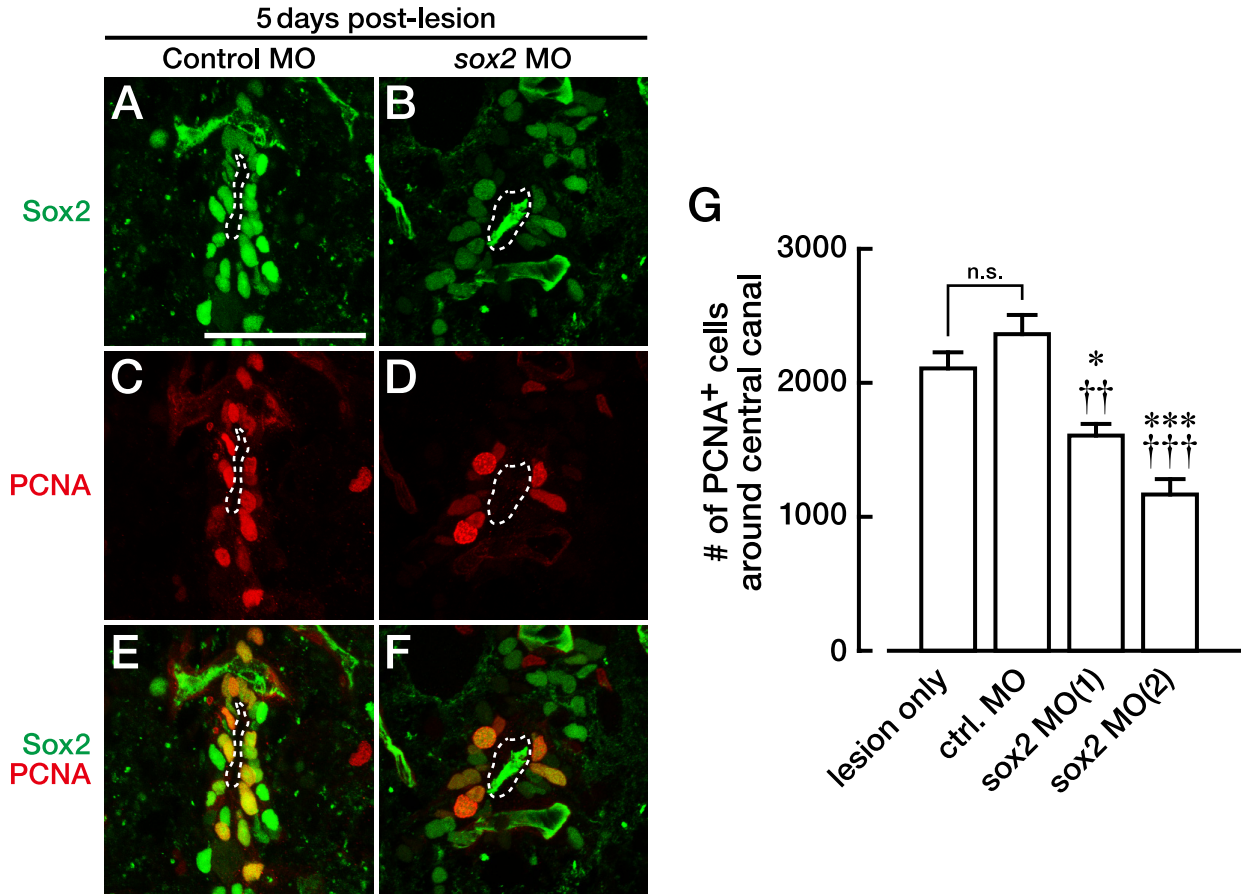 5 days post-lesion
Control MO
sox2 MO
A
B
Sox2
C
D
PCNA
E
F
Sox2
PCNA
G
# of PCNA+ cells
around central canal
3000
2000
1000
0
n.s.
*
††
***
†††
lesion only
ctrl. MO
sox2 MO(1)
sox2 MO(2)